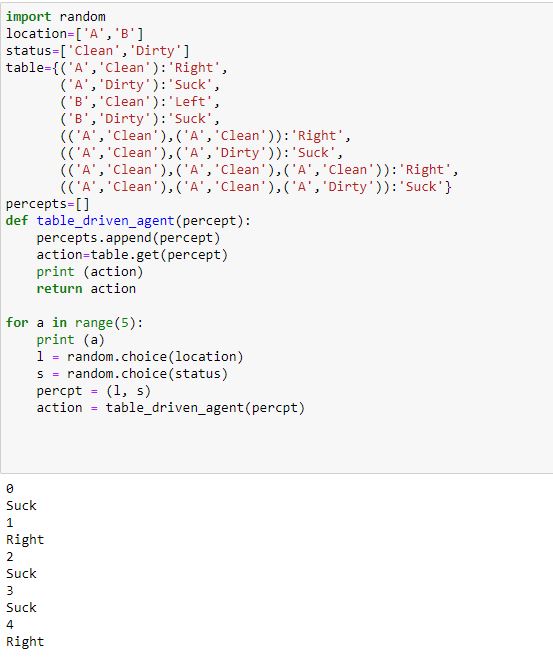 import random
location=['A','B']
status=['Clean','Dirty']
table={('A','Clean'):'Right',
       ('A','Dirty'):'Suck',
       ('B','Clean'):'Left',
       ('B','Dirty'):'Suck',
       (('A','Clean'),('A','Clean')):'Right',
       (('A','Clean'),('A','Dirty')):'Suck',
       (('A','Clean'),('A','Clean'),('A','Clean')):'Right',
       (('A','Clean'),('A','Clean'),('A','Dirty')):'Suck'}
percepts=[]
def table_driven_agent(percept):
    percepts.append(percept)
    action=table.get(percept)
    print (action)
    return action

for a in range(5):
    print (a)
    l = random.choice(location)
    s = random.choice(status)
    percpt = (l, s)
    action = table_driven_agent(percpt)

0
Suck
1
Right
2
Suck
3
Suck
4
Right